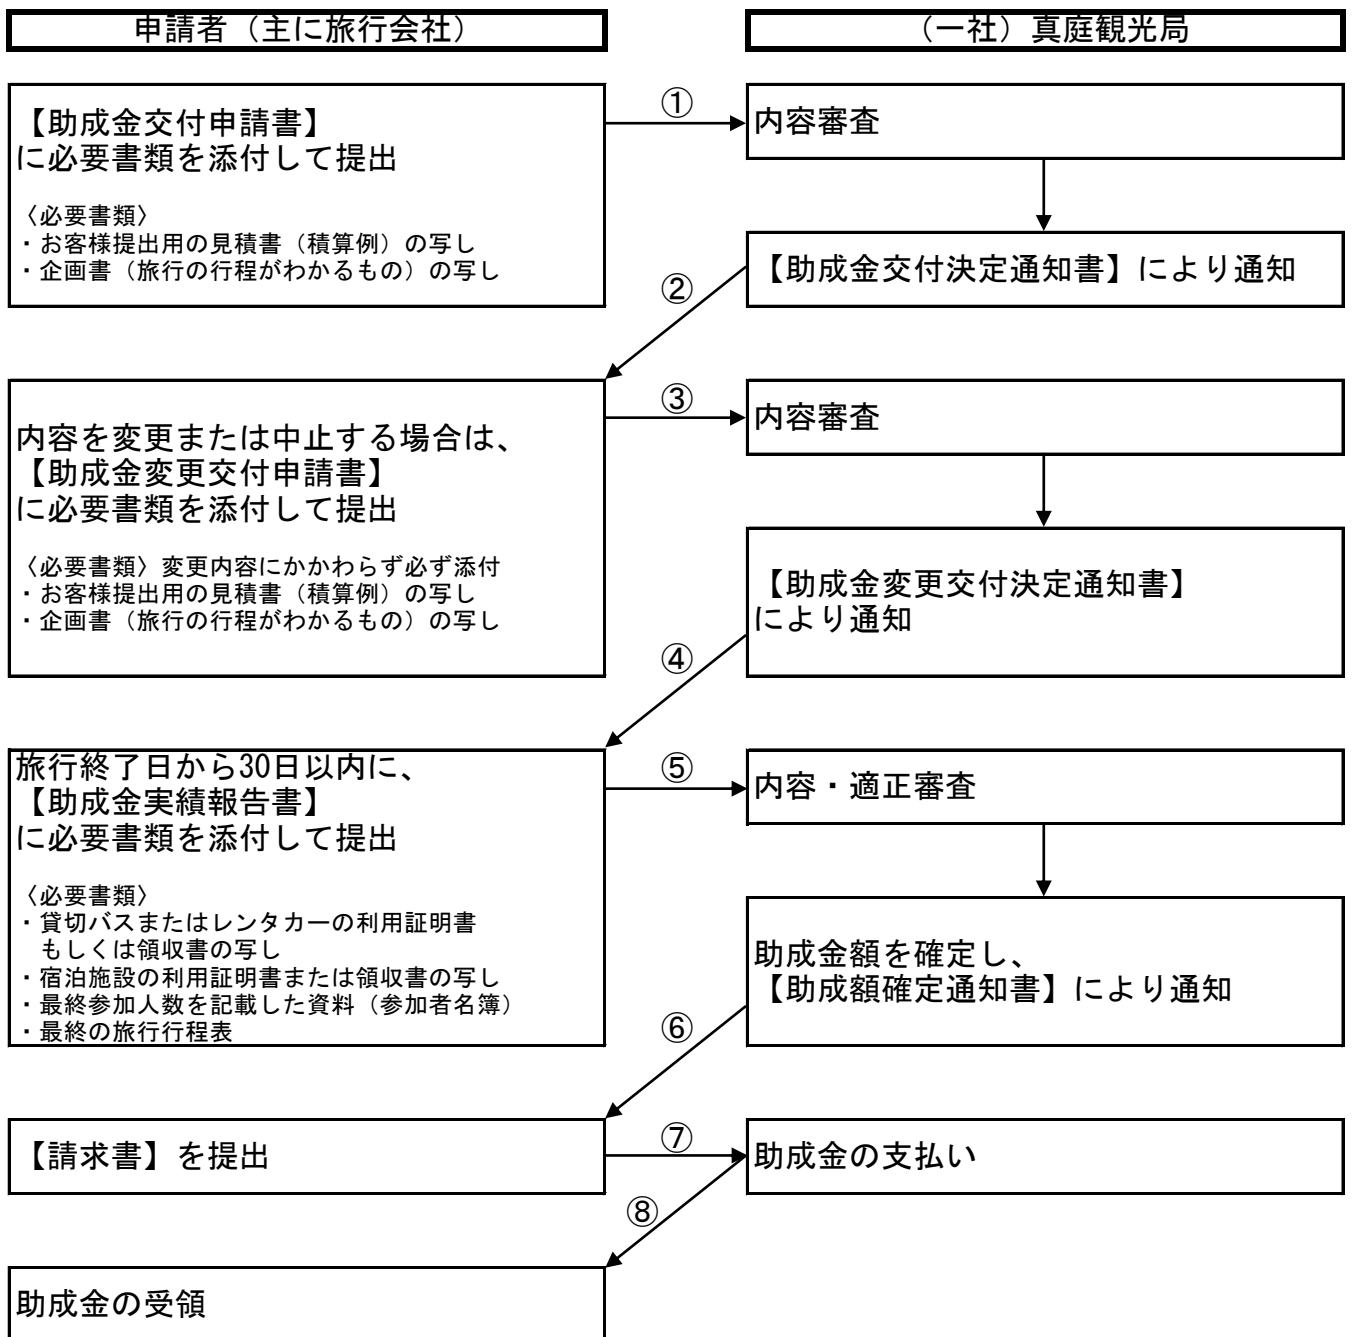 申請者（主に旅行会社）
（一社）真庭観光局
【助成金交付申請書】
に必要書類を添付して提出
〈必要書類〉
・お客様提出用の見積書（積算例）の写し
・企画書（旅行の行程がわかるもの）の写し
①
内容審査
②
【助成金交付決定通知書】により通知
内容を変更または中止する場合は、
【助成金変更交付申請書】
に必要書類を添付して提出
〈必要書類〉変更内容にかかわらず必ず添付
・お客様提出用の見積書（積算例）の写し
・企画書（旅行の行程がわかるもの）の写し
③
内容審査
④
【助成金変更交付決定通知書】
により通知
旅行終了日から30日以内に、
【助成金実績報告書】
に必要書類を添付して提出
〈必要書類〉
・貸切バスまたはレンタカーの利用証明書
もしくは領収書の写し
・宿泊施設の利用証明書または領収書の写し
・最終参加人数を記載した資料（参加者名簿）
・最終の旅行行程表
⑤
内容・適正審査
⑥
助成金額を確定し、
【助成額確定通知書】により通知
【請求書】を提出
⑦
助成金の支払い
⑧
助成金の受領